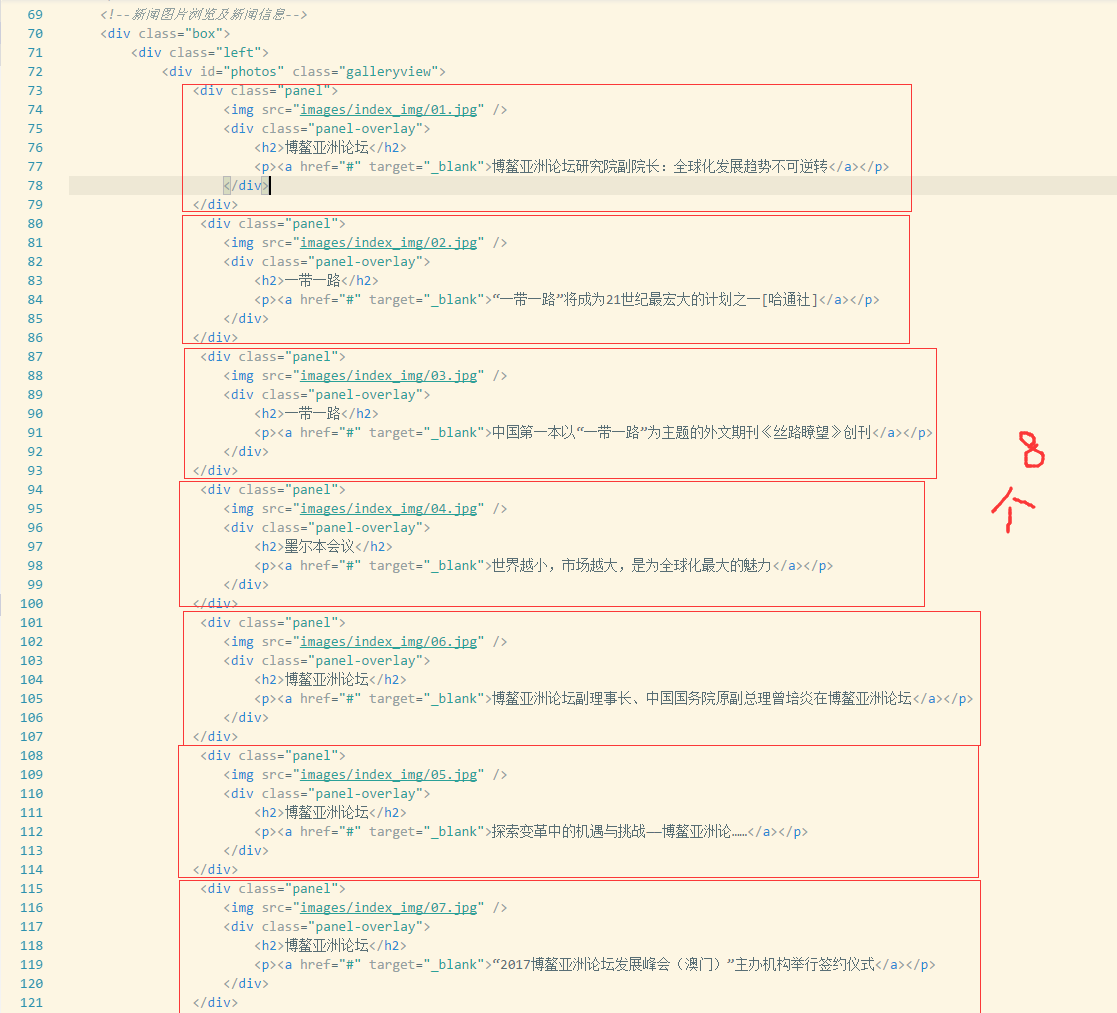 69 <!--新闻图片浏览及新闻信息-->
70 <div class="box">
71 <div class="left">
72 <div id="photos" class="galleryview">
73 <div class="panel">
74 <img src="images/index_img/01.jpg" />
75 <div class="panel-overlay">
76 <h2>博鳌亚洲论坛</h2>
77 <p><a href="#" target="_blank">博鳌亚洲论坛研究院副院长：全球化发展趋势不可逆转</a></p>
78 </div>
79 </div>
80 <div class="panel">
81 <img src="images/index_img/02.jpg" />
82 <div class="panel-overlay">
83 <h2>一带一路</h2>
84 <p><a href="#" target="_blank">“一带一路”将成为21世纪最宏大的计划之一[哈通社]</a></p>
85 </div>
86 </div>
87 <div class="panel">
88 <img src="images/index_img/03.jpg" />
89 <div class="panel-overlay">
90 <h2>一带一路</h2>
91 <p><a href="#" target="_blank">中国第一本以“一带一路”为主题的外文期刊《丝路瞭望》创刊</a></p>
92 </div>
93 </div>
94 <div class="panel">
95 <img src="images/index_img/04.jpg" />
96 <div class="panel-overlay">
97 <h2>墨尔本会议</h2>
98 <p><a href="#" target="_blank">世界越小，市场越大，是为全球化最大的魅力</a></p>
99 </div>
100 </div>
101 <div class="panel">
102 <img src="images/index_img/06.jpg" />
103 <div class="panel-overlay">
104 <h2>博鳌亚洲论坛</h2>
105 <p><a href="#" target="_blank">博鳌亚洲论坛副理事长、中国国务院原副总理曾培炎在博鳌亚洲论坛</a></p>
106 </div>
107 </div>
108 <div class="panel">
109 <img src="images/index_img/05.jpg" />
110 <div class="panel-overlay">
111 <h2>博鳌亚洲论坛</h2>
112 <p><a href="#" target="_blank">探索变革中的机遇与挑战—博鳌亚洲论……</a></p>
113 </div>
114 </div>
115 <div class="panel">
116 <img src="images/index_img/07.jpg" />
117 <div class="panel-overlay">
118 <h2>博鳌亚洲论坛</h2>
119 <p><a href="#" target="_blank">“2017博鳌亚洲论坛发展峰会（澳门）”主办机构举行签约仪式</a></p>
120 </div>
121 </div>
8
个